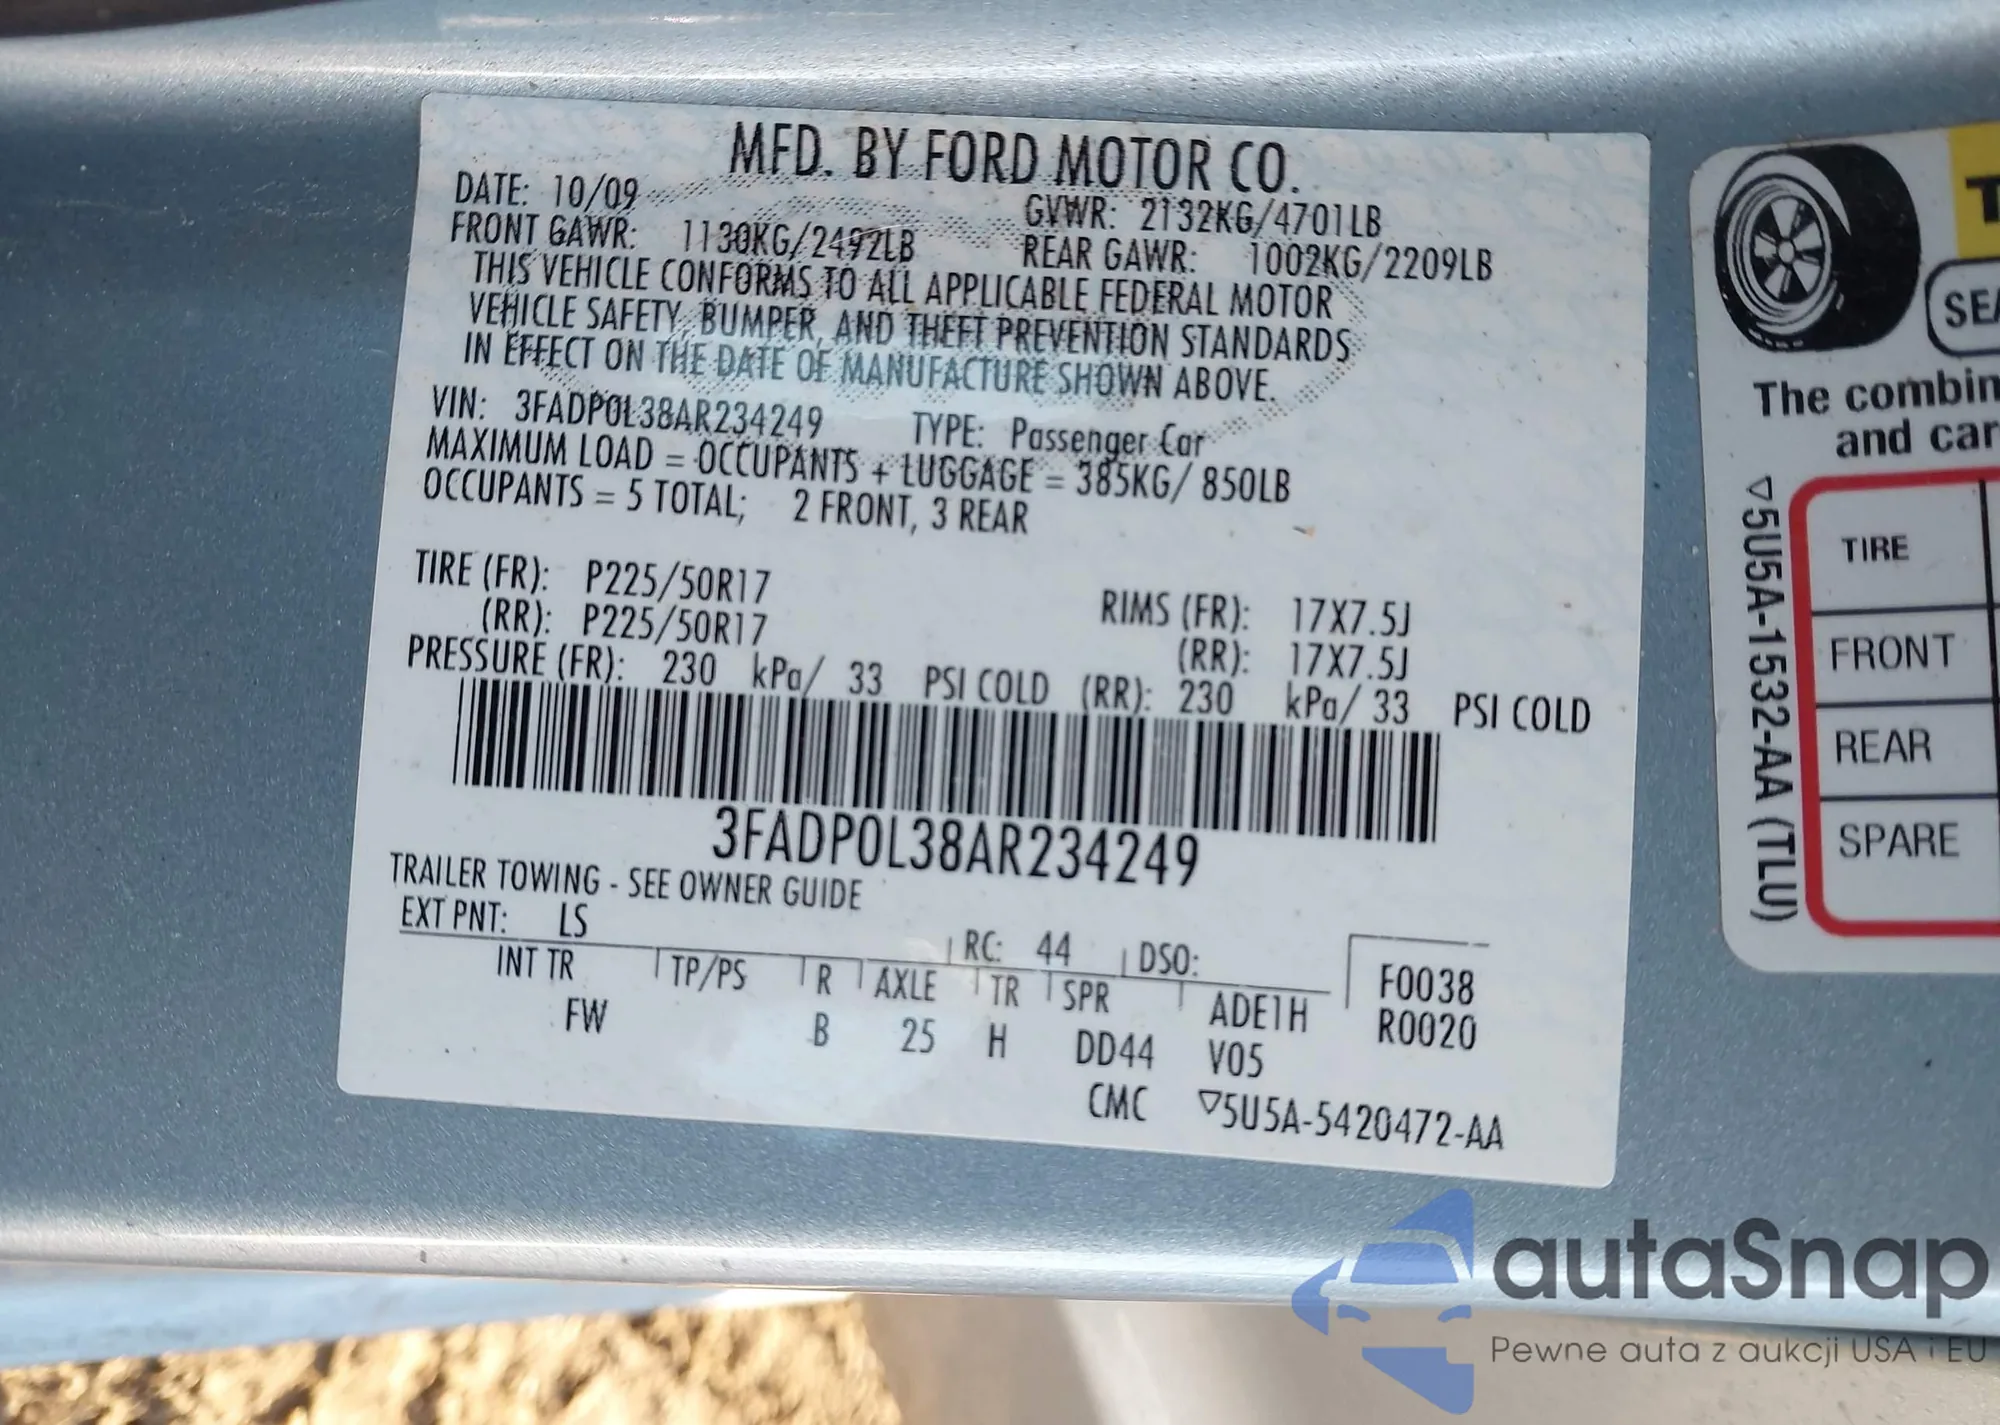 MFD. BY FORD MOTOR CO.
DATE: 10/09
GVWR: 2132KG/4701LB
FRONT GAWR: 1130KG/2492LB
REAR GAWR: 1002KG/2209LB
THIS VEHICLE CONFORMS TO ALL APPLICABLE FEDERAL MOTOR
VEHICLE SAFETY, BUMPER, AND THEFT PREVENTION STANDARDS
IN EFFECT ON THE DATE OF MANUFACTURE SHOWN ABOVE.
VIN: 3FADP0L38AR234249 TYPE: Passenger Car
MAXIMUM LOAD = OCCUPANTS + LUGGAGE = 385KG/ 850LB
OCCUPANTS = 5 TOTAL; 2 FRONT, 3 REAR
TIRE (FR): P225/50R17 RIMS (FR): 17X7.5J
(RR): P225/50R17 (RR): 17X7.5J
PRESSURE (FR): 230 kPa/ 33 PSI COLD (RR): 230 kPa/ 33 PSI COLD
3FADP0L38AR234249
TRAILER TOWING - SEE OWNER GUIDE
EXT PNT: LS RC: 44 DSO: F0038
INT TR TP/PS R AXLE TR SPR ADE1H R0020
FW B 25 H DD44 V05
CMC ▽5U5A-5420472-AA
SEA
The combin
and car
▽5U5A-1532-AA (TLU)
TIRE
FRONT
REAR
SPARE
autaSnap
Pewne auta z aukcji USA i EU